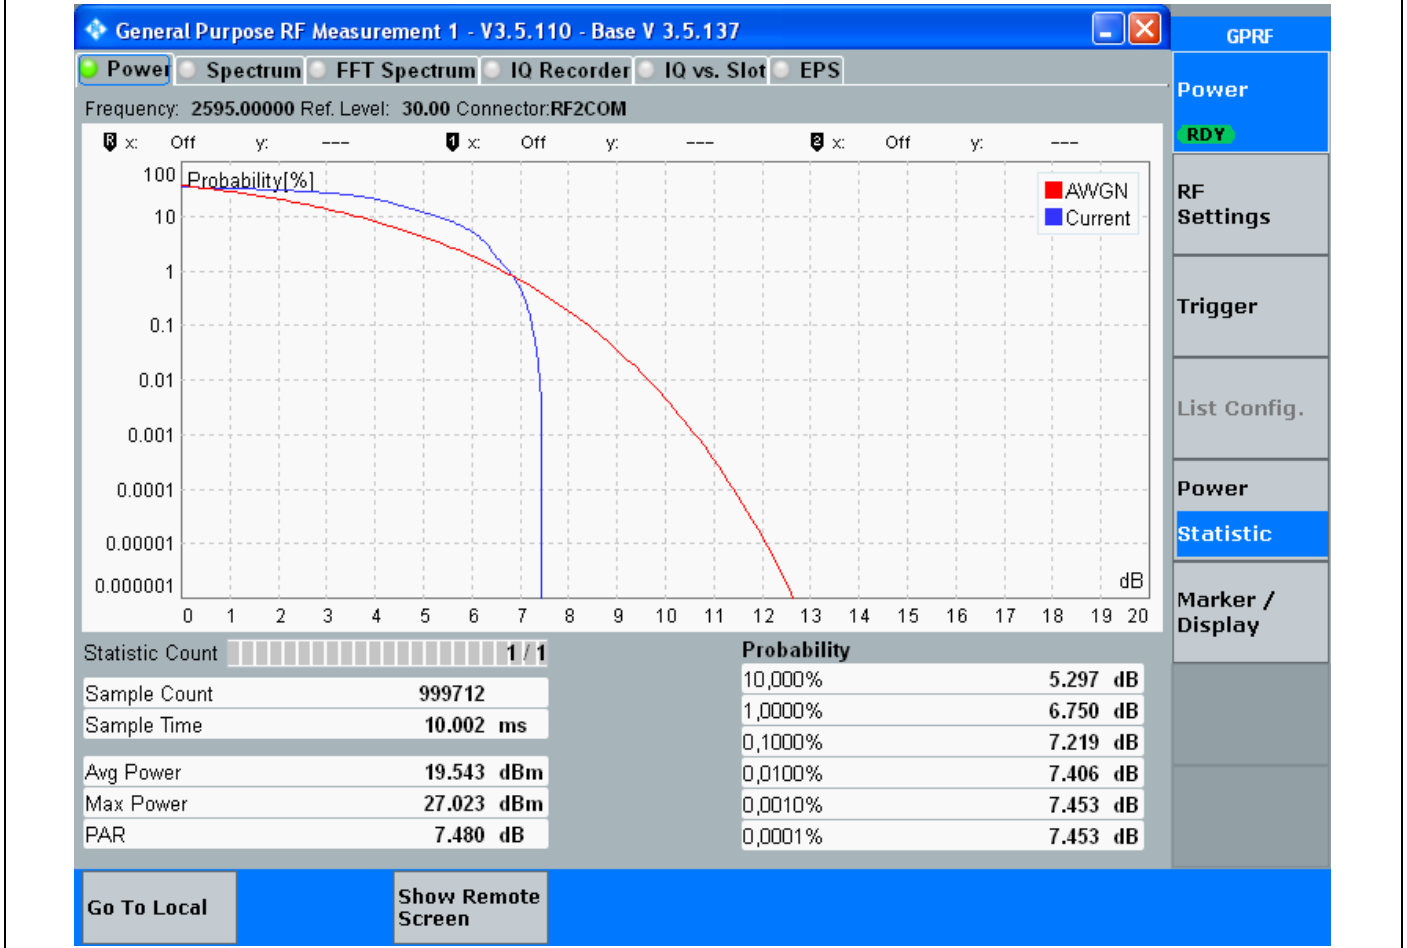 General Purpose RF Measurement 1 - V3.5.110 - Base V 3.5.137
GPRF
Power Spectrum FFT Spectrum IQ Recorder IQ vs. Slot EPS
Frequency: 2595.00000 Ref. Level: 30.00 Connector:RF2COM
R x: Off y: --- 1 x: Off y: --- 2 x: Off y: ---
Probability[%]
100
10
1
0.1
0.01
0.001
0.0001
0.00001
0.000001
AWGN
Current
dB
0 1 2 3 4 5 6 7 8 9 10 11 12 13 14 15 16 17 18 19 20
Statistic Count 1 / 1
Sample Count 999712
Sample Time 10.002 ms
Avg Power 19.543 dBm
Max Power 27.023 dBm
PAR 7.480 dB
Probability
10,000% 5.297 dB
1,0000% 6.750 dB
0,1000% 7.219 dB
0,0100% 7.406 dB
0,0010% 7.453 dB
0,0001% 7.453 dB
Power
RDY
RF
Settings
Trigger
List Config.
Power
Statistic
Marker /
Display
Go To Local
Show Remote
Screen